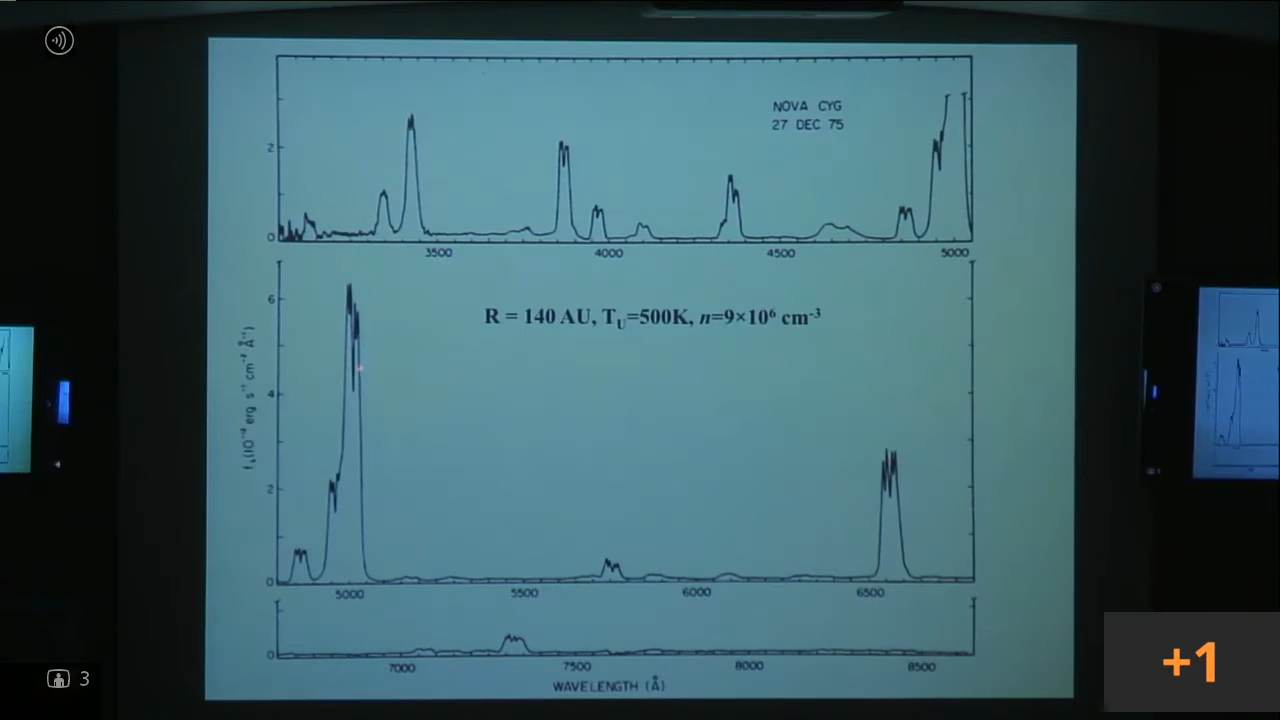 NOVA CYG
27 DEC 75
2
0
3500 4000 4500 5000
6
4
2
0
R = 140 AU, T_U=500K, n=9×10⁶ cm⁻³
5000 5500 6000 6500
0
7000 7500 8000 8500
WAVELENGTH (Å)
3
+1